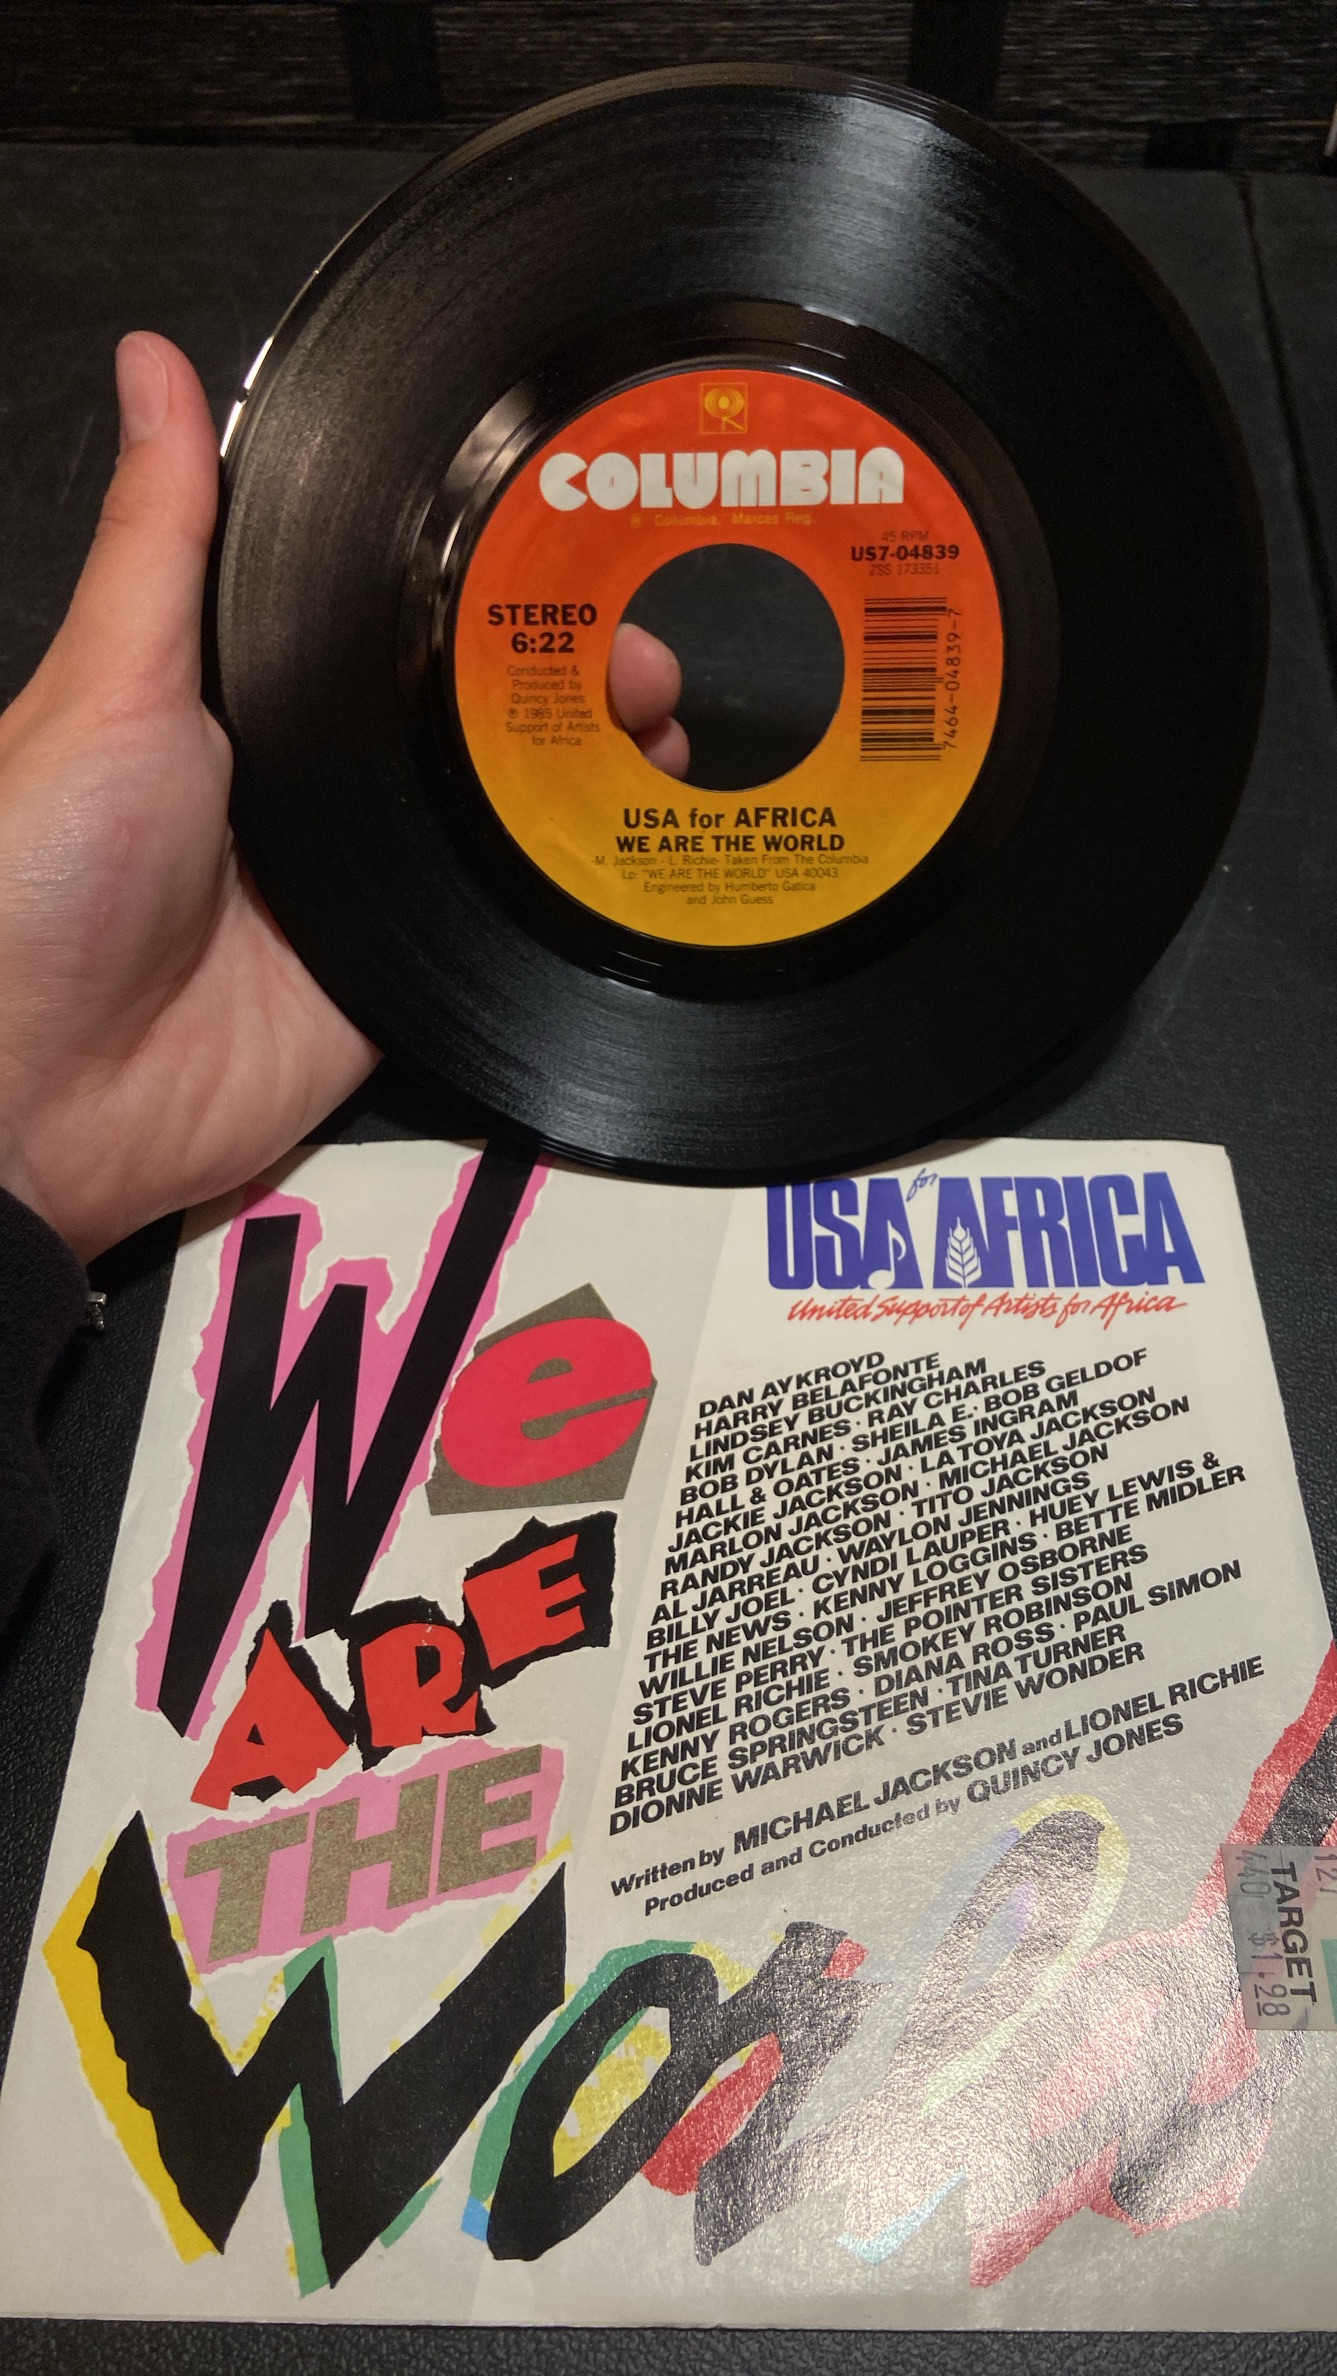 COLUMBIA
® Columbia, Marcas Reg.
45 RPM
US7-04839
ZSS 173351
STEREO
6:22
Conducted &
Produced by
Quincy Jones
℗ 1985 United
Support of Artists
for Africa
7464-04839-7
USA for AFRICA
WE ARE THE WORLD
-M. Jackson - L. Richie- Taken From The Columbia
Lp: "WE ARE THE WORLD" USA 40043
Engineered by Humberto Gatica
and John Guess
We
ARE
THE
World
USA for AFRICA
United Support of Artists for Africa
DAN AYKROYD
HARRY BELAFONTE
LINDSEY BUCKINGHAM
KIM CARNES · RAY CHARLES
BOB DYLAN · SHEILA E. · BOB GELDOF
HALL & OATES · JAMES INGRAM
JACKIE JACKSON · LA TOYA JACKSON
MARLON JACKSON · MICHAEL JACKSON
RANDY JACKSON · TITO JACKSON
AL JARREAU · WAYLON JENNINGS
BILLY JOEL · CYNDI LAUPER · HUEY LEWIS &
THE NEWS · KENNY LOGGINS · BETTE MIDLER
WILLIE NELSON · JEFFREY OSBORNE
STEVE PERRY · THE POINTER SISTERS
LIONEL RICHIE · SMOKEY ROBINSON
KENNY ROGERS · DIANA ROSS · PAUL SIMON
BRUCE SPRINGSTEEN · TINA TURNER
DIONNE WARWICK · STEVIE WONDER
Written by MICHAEL JACKSON and LIONEL RICHIE
Produced and Conducted by QUINCY JONES
127
TARGET
440 $1.98